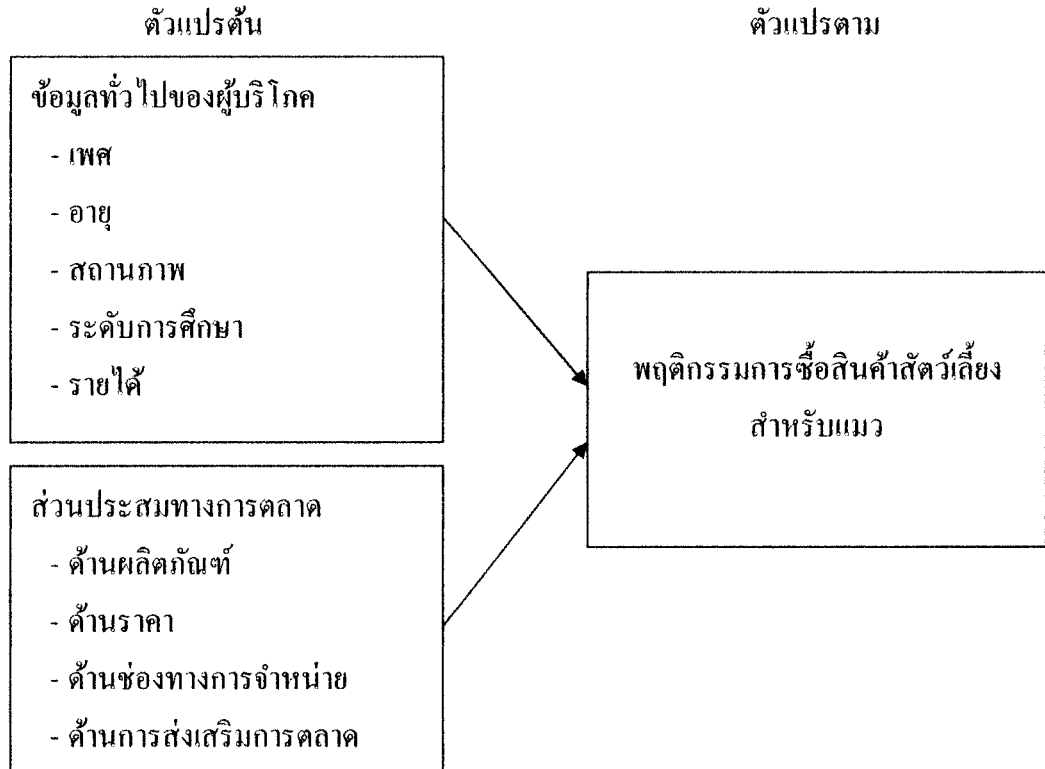 ตัวแปรต้น
ตัวแปรตาม
ข้อมูลทั่วไปของผู้บริโภค
- เพศ
- อายุ
- สถานภาพ
- ระดับการศึกษา
- รายได้
พฤติกรรมการซื้อสินค้าสัตว์เลี้ยง
สำหรับแมว
ส่วนประสมทางการตลาด
- ด้านผลิตภัณฑ์
- ด้านราคา
- ด้านช่องทางการจำหน่าย
- ด้านการส่งเสริมการตลาด